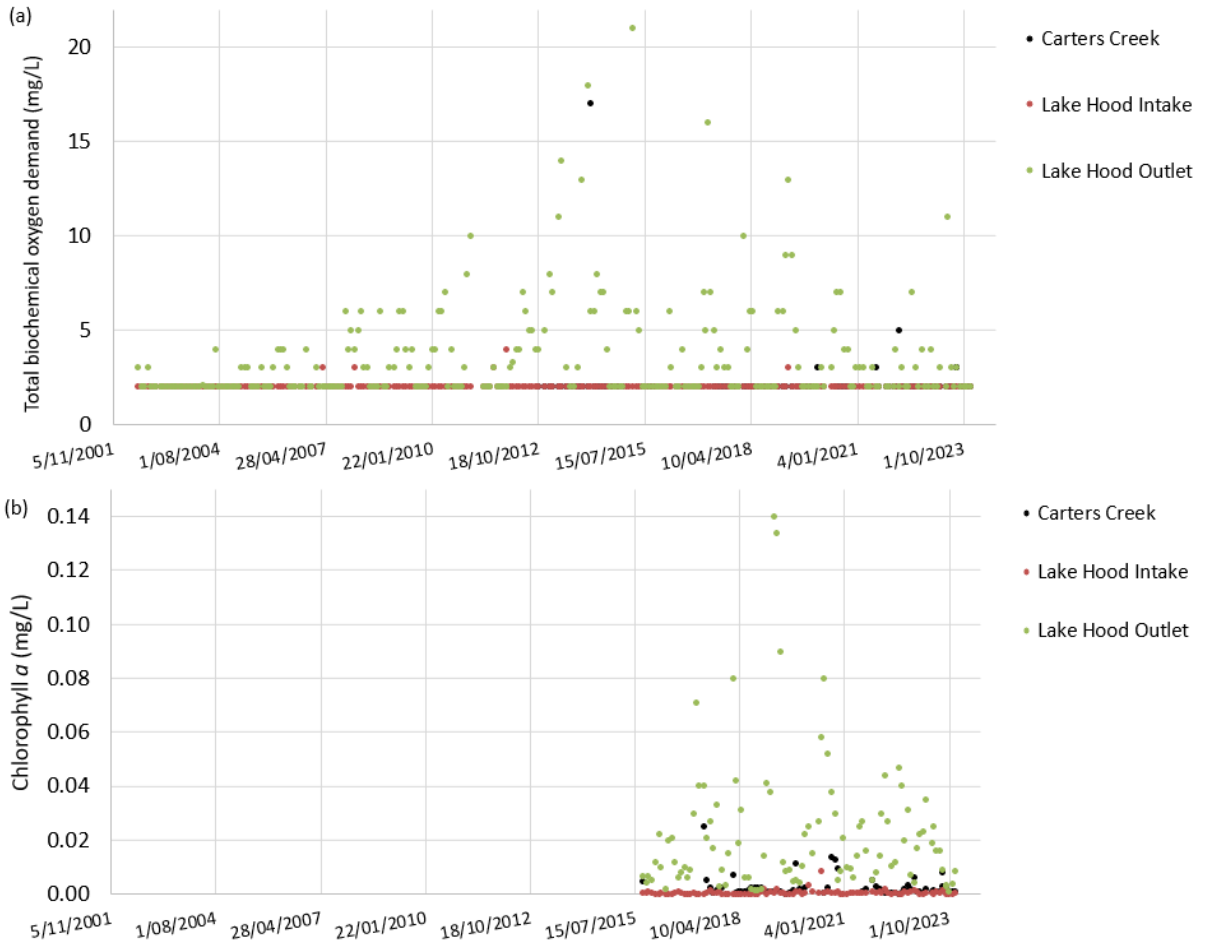 (a)
Total biochemical oxygen demand (mg/L)
20
15
10
5
0
5/11/2001 1/08/2004 28/04/2007 22/01/2010 18/10/2012 15/07/2015 10/04/2018 4/01/2021 1/10/2023
Carters Creek
Lake Hood Intake
Lake Hood Outlet
(b)
Chlorophyll a (mg/L)
0.14
0.12
0.10
0.08
0.06
0.04
0.02
0.00
5/11/2001 1/08/2004 28/04/2007 22/01/2010 18/10/2012 15/07/2015 10/04/2018 4/01/2021 1/10/2023
Carters Creek
Lake Hood Intake
Lake Hood Outlet